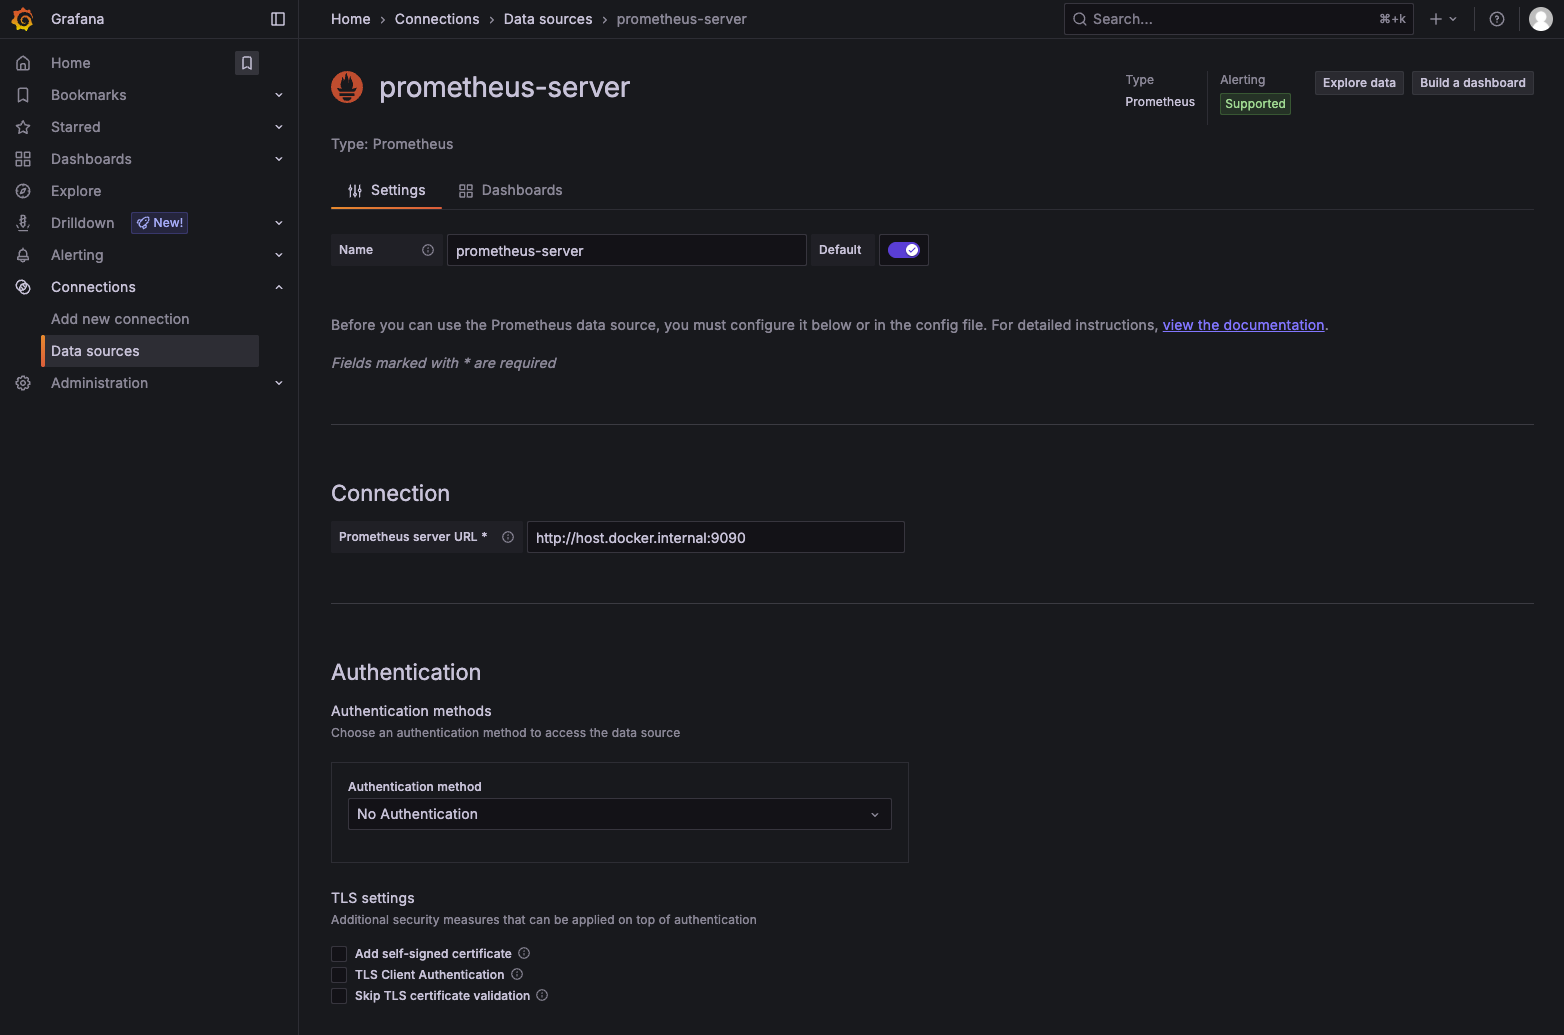 Grafana
Home › Connections › Data sources › prometheus-server
Search...
⌘+k
Home
Bookmarks
Starred
Dashboards
Explore
Drilldown
New!
Alerting
Connections
Add new connection
Data sources
Administration
prometheus-server
Type
Prometheus
Alerting
Supported
Explore data
Build a dashboard
Type: Prometheus
Settings
Dashboards
Name
prometheus-server
Default
Before you can use the Prometheus data source, you must configure it below or in the config file. For detailed instructions, view the documentation.
Fields marked with * are required
Connection
Prometheus server URL *
http://host.docker.internal:9090
Authentication
Authentication methods
Choose an authentication method to access the data source
Authentication method
No Authentication
TLS settings
Additional security measures that can be applied on top of authentication
Add self-signed certificate
TLS Client Authentication
Skip TLS certificate validation